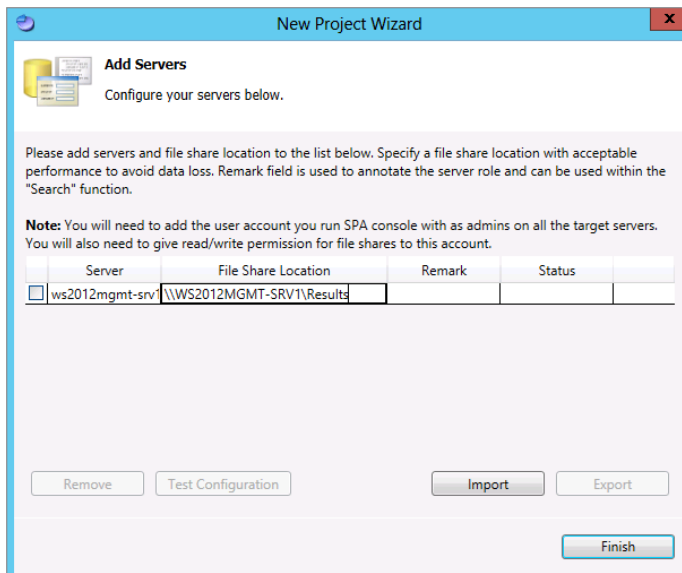 New Project Wizard
x
Add Servers
Configure your servers below.
Please add servers and file share location to the list below. Specify a file share location with acceptable
performance to avoid data loss. Remark field is used to annotate the server role and can be used within the
"Search" function.
Note: You will need to add the user account you run SPA console with as admins on all the target servers.
You will also need to give read/write permission for file shares to this account.
Server File Share Location Remark Status
ws2012mgmt-srv1 \\WS2012MGMT-SRV1\Results
Remove Test Configuration Import Export
Finish